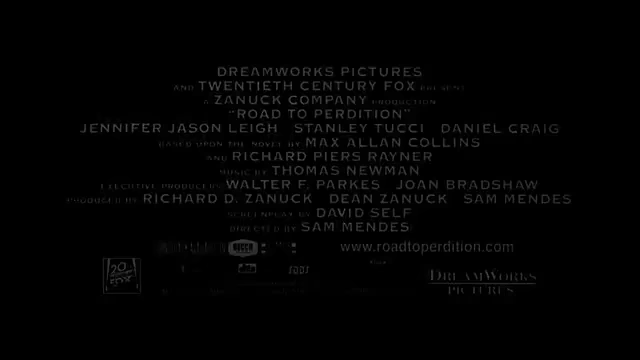 DREAMWORKS PICTURES
AND TWENTIETH CENTURY FOX PRESENT
A ZANUCK COMPANY PRODUCTION
"ROAD TO PERDITION"
JENNIFER JASON LEIGH STANLEY TUCCI DANIEL CRAIG
BASED UPON THE NOVEL BY MAX ALLAN COLLINS
AND RICHARD PIERS RAYNER
MUSIC BY THOMAS NEWMAN
EXECUTIVE PRODUCERS WALTER F. PARKES JOAN BRADSHAW
PRODUCED BY RICHARD D. ZANUCK DEAN ZANUCK SAM MENDES
SCREENPLAY BY DAVID SELF
DIRECTED BY SAM MENDES
DECCA www.roadtoperdition.com
20
DREAMWORKS
PICTURES